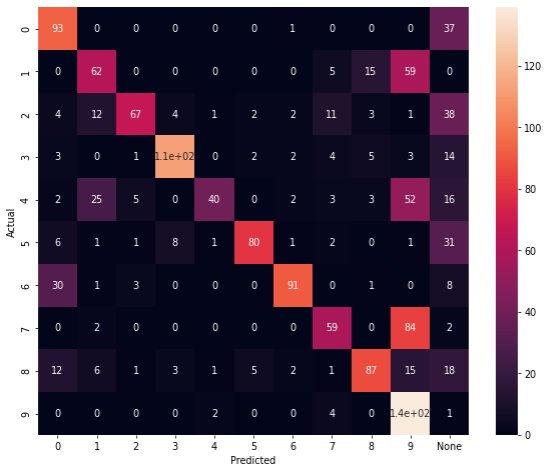 0 93 0 0 0 0 0 1 0 0 0 37
1 0 62 0 0 0 0 0 5 15 59 0
2 4 12 67 4 1 2 2 11 3 1 38
3 3 0 1 1.1e+02 0 2 2 4 5 3 14
4 2 25 5 0 40 0 2 3 3 52 16
5 6 1 1 8 1 80 1 2 0 1 31
6 30 1 3 0 0 0 91 0 1 0 8
7 0 2 0 0 0 0 0 59 0 84 2
8 12 6 1 3 1 5 2 1 87 15 18
9 0 0 0 0 2 0 0 4 0 1.4e+02 1
0 1 2 3 4 5 6 7 8 9 None
Predicted
Actual
120
100
80
60
40
20
0